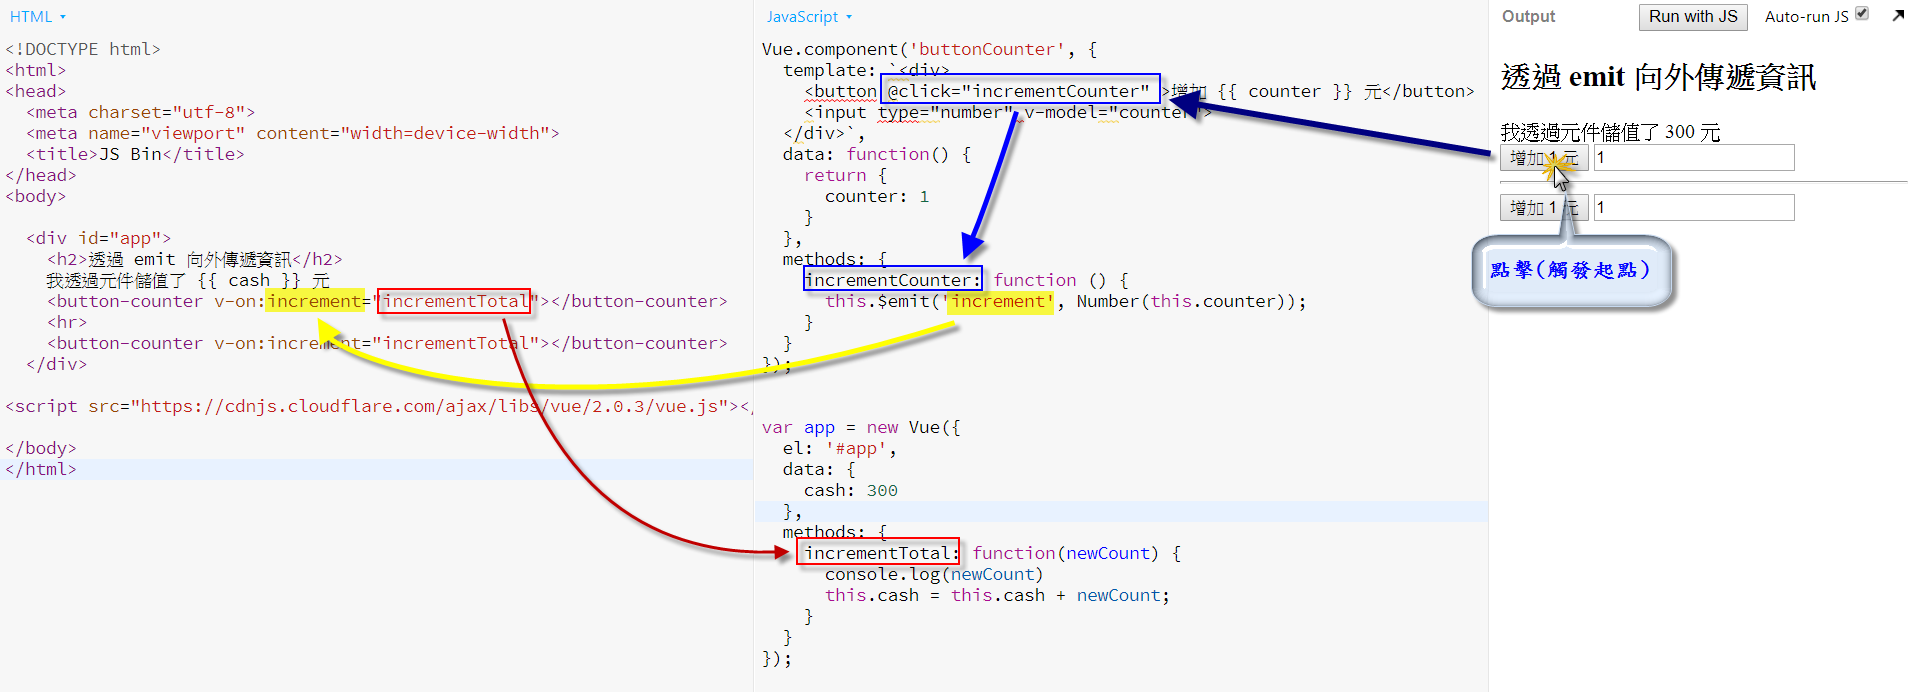 HTML
<!DOCTYPE html>
<html>
<head>
<meta charset="utf-8">
<meta name="viewport" content="width=device-width">
<title>JS Bin</title>
</head>
<body>
<div id="app">
<h2>透過 emit 向外傳遞資訊</h2>
我透過元件儲值了 {{ cash }} 元
<button-counter v-on:increment="incrementTotal"></button-counter>
<hr>
<button-counter v-on:increment="incrementTotal"></button-counter>
</div>
<script src="https://cdnjs.cloudflare.com/ajax/libs/vue/2.0.3/vue.js"></
</body>
</html>
JavaScript
Vue.component('buttonCounter', {
template: `<div>
<button @click="incrementCounter" >增加 {{ counter }} 元</button>
<input type="number" v-model="counter">
</div>`,
data: function() {
return {
counter: 1
}
},
methods: {
incrementCounter: function () {
this.$emit('increment', Number(this.counter));
}
}
});
var app = new Vue({
el: '#app',
data: {
cash: 300
},
methods: {
incrementTotal: function(newCount) {
console.log(newCount)
this.cash = this.cash + newCount;
}
}
});
Output
Run with JS
Auto-run JS
透過 emit 向外傳遞資訊
我透過元件儲值了 300 元
增加 1 元 1
增加 1 元 1
點擊(觸發起點)